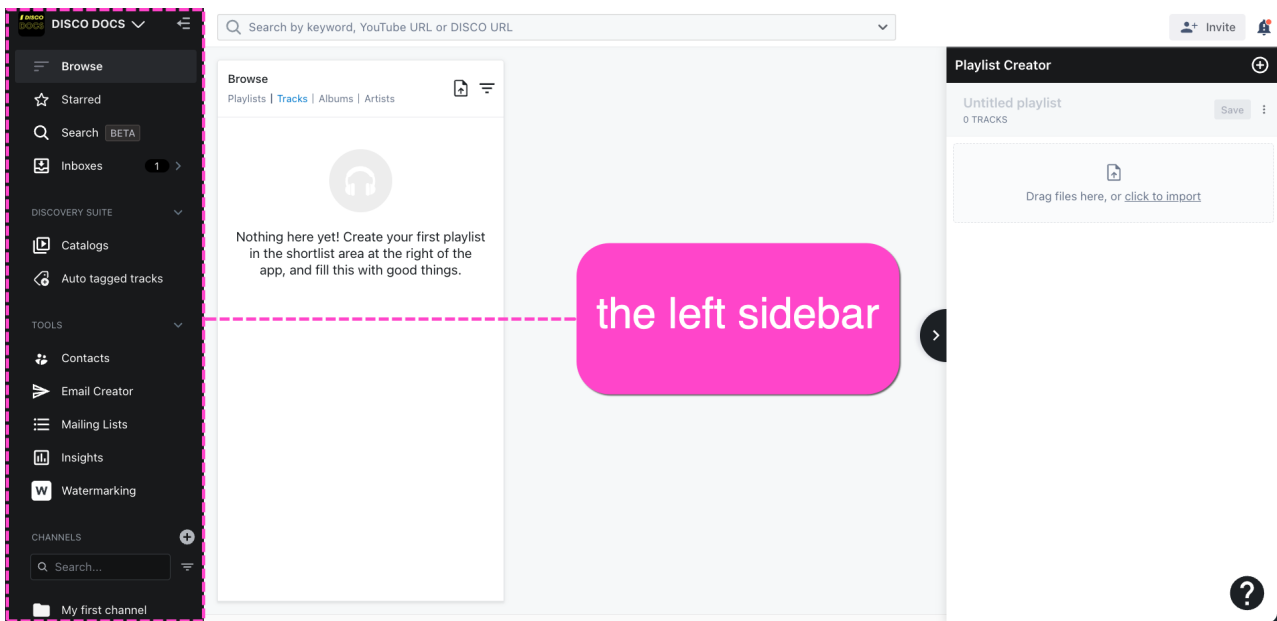 DISCO
DOCS
DISCO DOCS
Browse
Starred
Search BETA
Inboxes 1
DISCOVERY SUITE
Catalogs
Auto tagged tracks
TOOLS
Contacts
Email Creator
Mailing Lists
Insights
W Watermarking
CHANNELS
Search...
My first channel
Search by keyword, YouTube URL or DISCO URL
Invite
Browse
Playlists | Tracks | Albums | Artists
Nothing here yet! Create your first playlist
in the shortlist area at the right of the
app, and fill this with good things.
the left sidebar
Playlist Creator
Untitled playlist
0 TRACKS
Save
Drag files here, or click to import
?